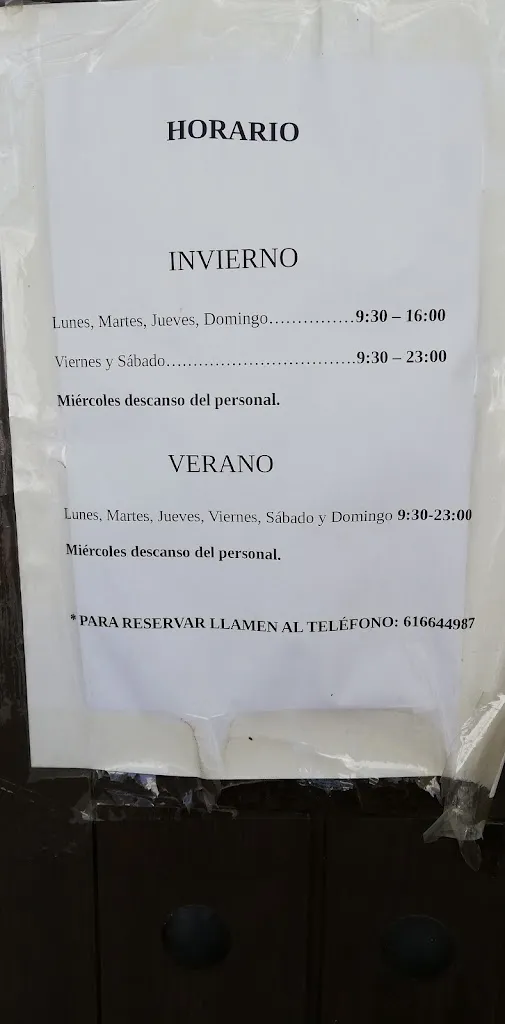 HORARIO
INVIERNO
Lunes, Martes, Jueves, Domingo...............9:30 – 16:00
Viernes y Sábado..................................9:30 – 23:00
Miércoles descanso del personal.
VERANO
Lunes, Martes, Jueves, Viernes, Sábado y Domingo 9:30-23:00
Miércoles descanso del personal.
* PARA RESERVAR LLAMEN AL TELÉFONO: 616644987